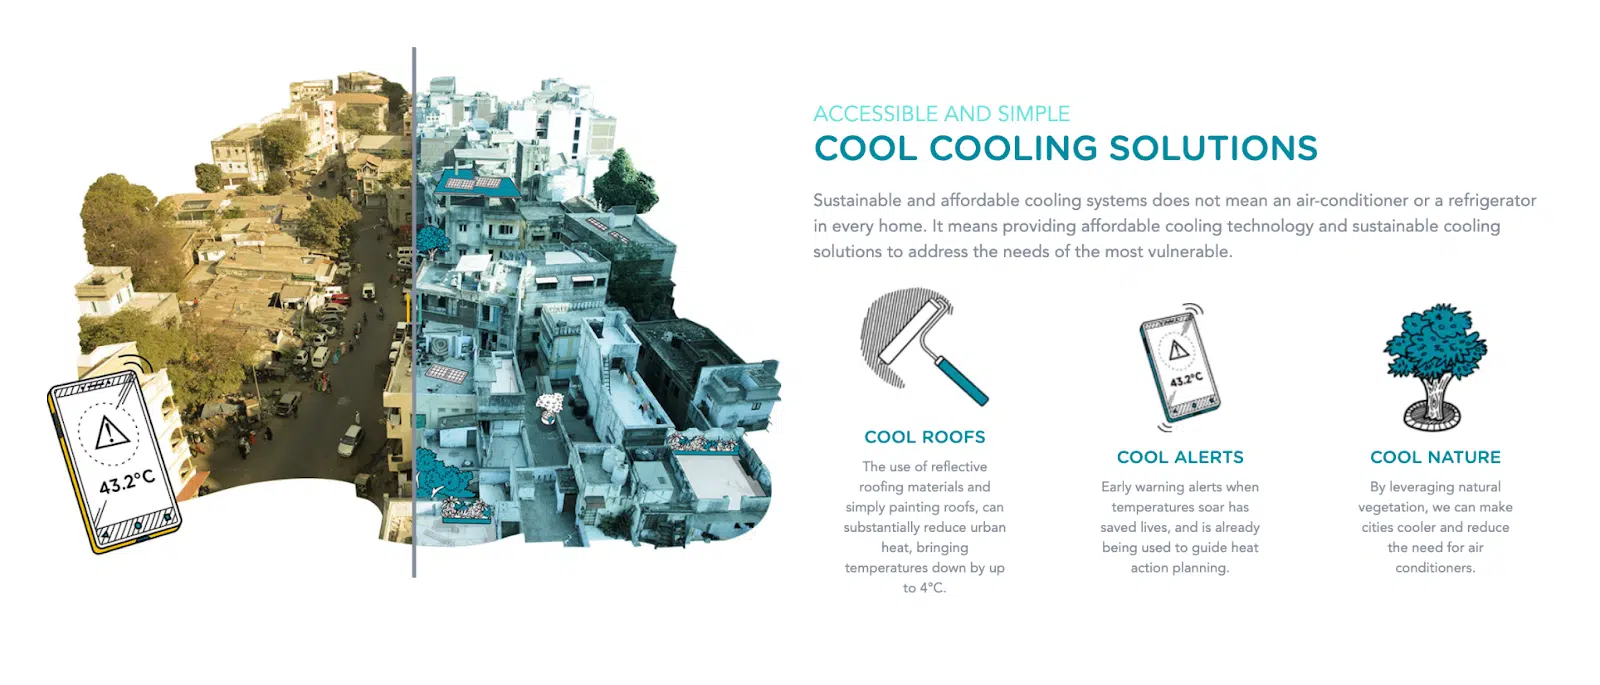 ACCESSIBLE AND SIMPLE
COOL COOLING SOLUTIONS
Sustainable and affordable cooling systems does not mean an air-conditioner or a refrigerator
in every home. It means providing affordable cooling technology and sustainable cooling
solutions to address the needs of the most vulnerable.
43.2°C
43.2°C
COOL ROOFS
The use of reflective
roofing materials and
simply painting roofs, can
substantially reduce urban
heat, bringing
temperatures down by up
to 4°C.
COOL ALERTS
Early warning alerts when
temperatures soar has
saved lives, and is already
being used to guide heat
action planning.
COOL NATURE
By leveraging natural
vegetation, we can make
cities cooler and reduce
the need for air
conditioners.